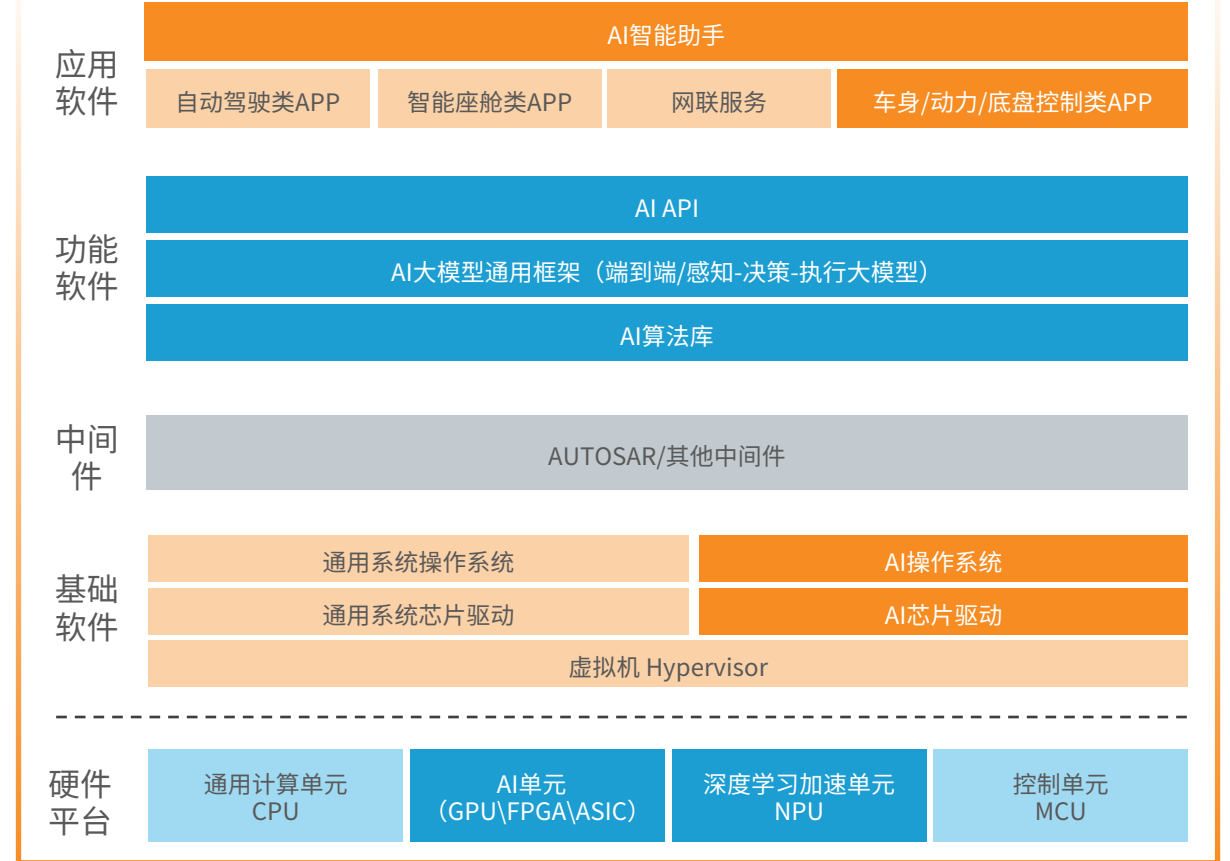 应用
软件
AI智能助手
自动驾驶类APP
智能座舱类APP
网联服务
车身/动力/底盘控制类APP
功能
软件
AI API
AI大模型通用框架（端到端/感知-决策-执行大模型）
AI算法库
中间
件
AUTOSAR/其他中间件
基础
软件
通用系统操作系统
AI操作系统
通用系统芯片驱动
AI芯片驱动
虚拟机 Hypervisor
硬件
平台
通用计算单元
CPU
AI单元
（GPU\FPGA\ASIC）
深度学习加速单元
NPU
控制单元
MCU